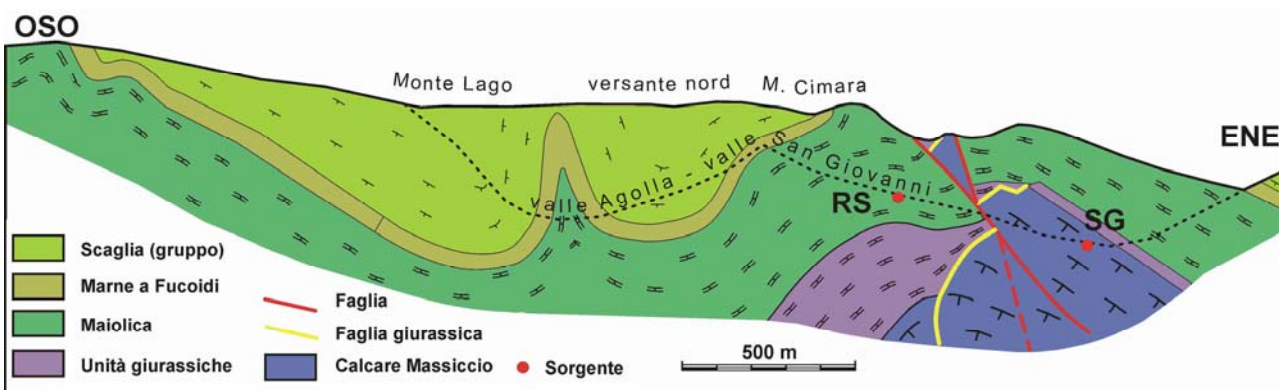 OSO
Monte Lago versante nord M. Cimara
ENE
valle Agolla - valle San Giovanni
RS
SG
Scaglia (gruppo)
Marne a Fucoidi
Maiolica
Unità giurassiche
Faglia
Faglia giurassica
Calcare Massiccio
Sorgente
500 m